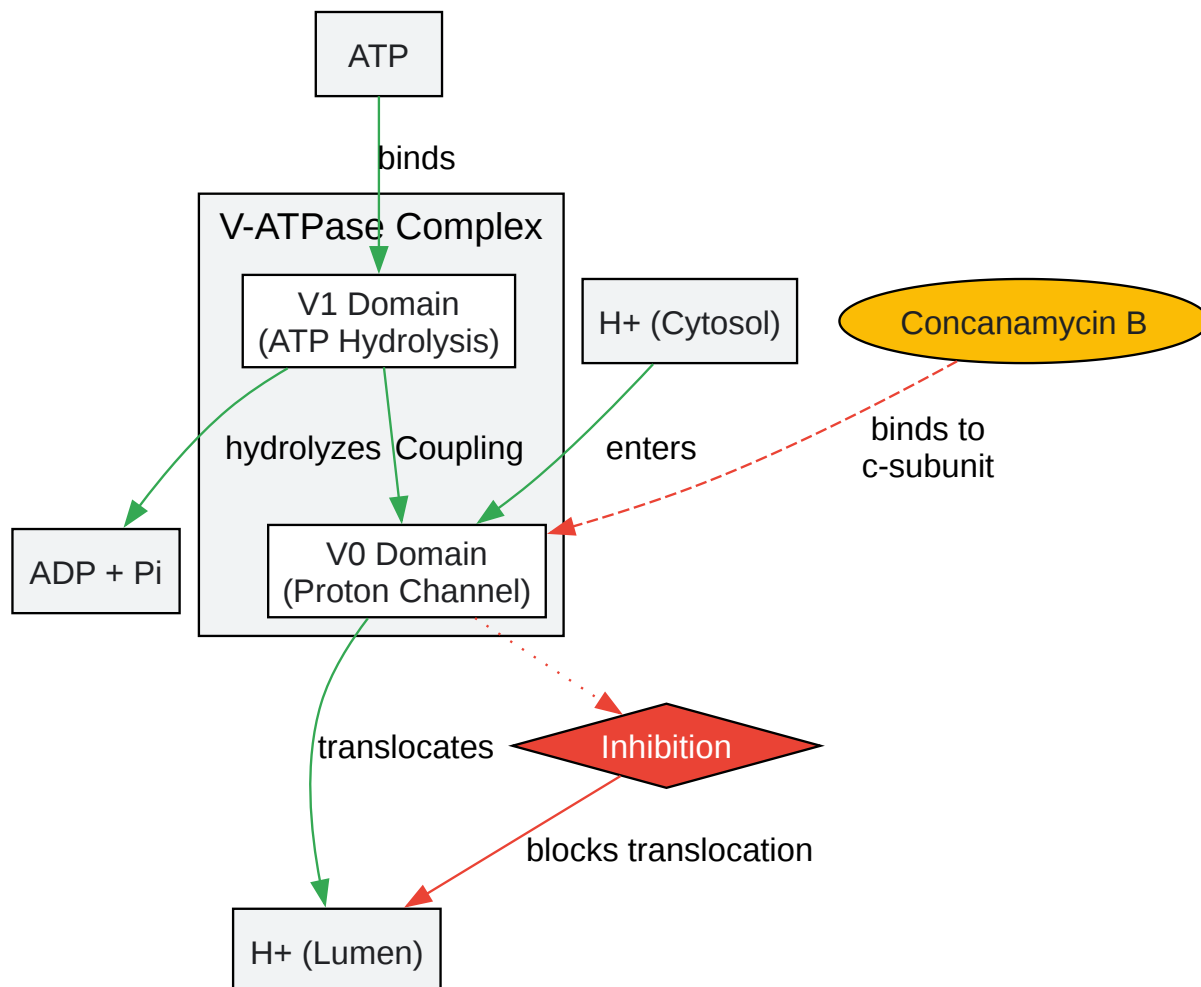 ATP
binds
V-ATPase Complex
V1 Domain
(ATP Hydrolysis)
H+ (Cytosol)
Concanamycin B
hydrolyzes
Coupling
enters
binds to
c-subunit
ADP + Pi
V0 Domain
(Proton Channel)
translocates
Inhibition
blocks translocation
H+ (Lumen)